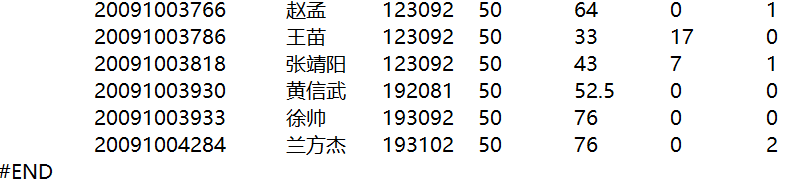 20091003766 赵孟 123092 50 64 0 1
20091003786 王苗 123092 50 33 17 0
20091003818 张靖阳 123092 50 43 7 1
20091003930 黄信武 192081 50 52.5 0 0
20091003933 徐帅 193092 50 76 0 0
20091004284 兰方杰 193102 50 76 0 2
#END